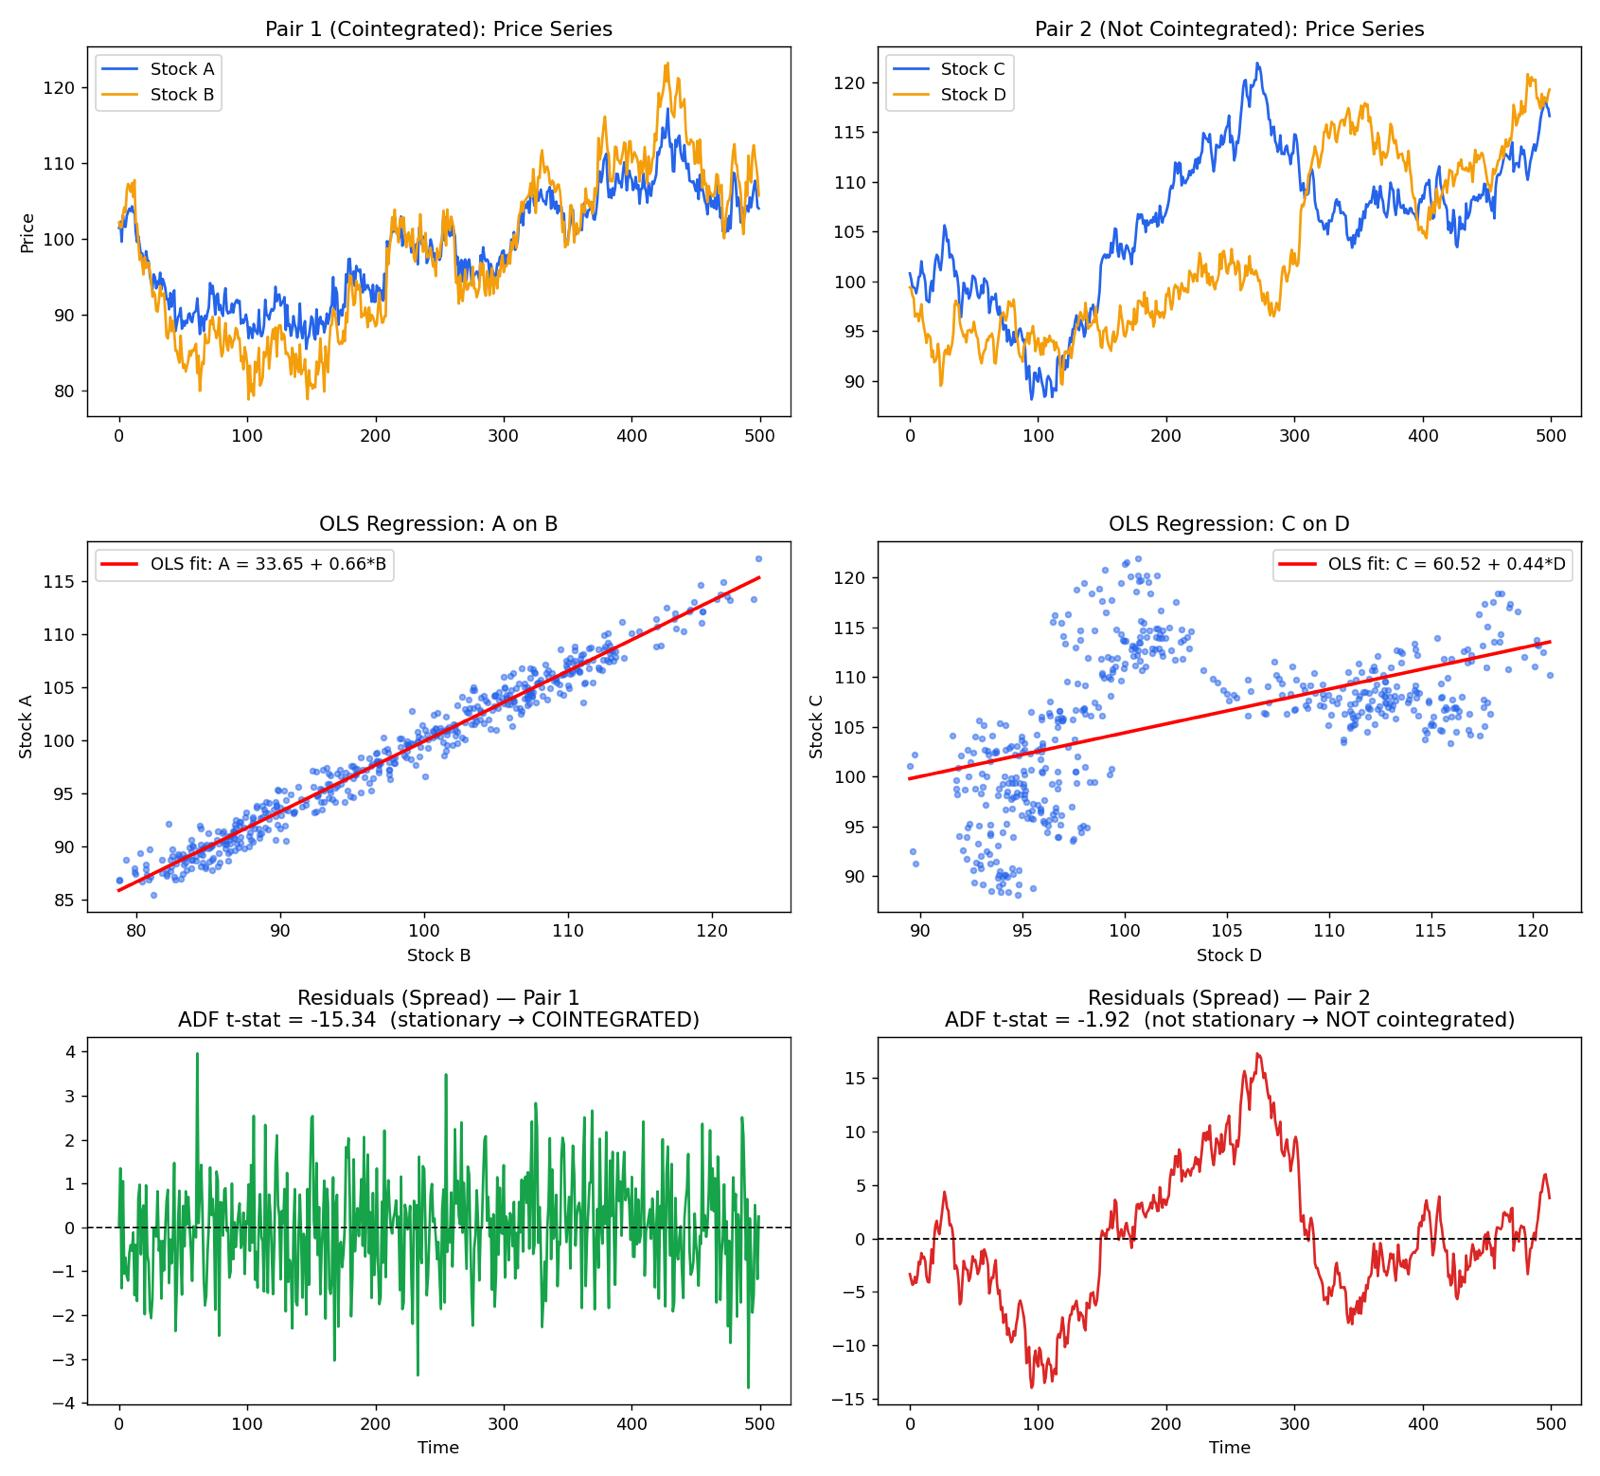 Pair 1 (Cointegrated): Price Series
Stock A
Stock B
Price
120
110
100
90
80
0 100 200 300 400 500
Pair 2 (Not Cointegrated): Price Series
Stock C
Stock D
120
115
110
105
100
95
90
0 100 200 300 400 500
OLS Regression: A on B
OLS fit: A = 33.65 + 0.66*B
Stock A
115
110
105
100
95
90
85
80 90 100 110 120
Stock B
OLS Regression: C on D
OLS fit: C = 60.52 + 0.44*D
Stock C
120
115
110
105
100
95
90
90 95 100 105 110 115 120
Stock D
Residuals (Spread) — Pair 1
ADF t-stat = -15.34 (stationary → COINTEGRATED)
4
3
2
1
0
−1
−2
−3
−4
0 100 200 300 400 500
Time
Residuals (Spread) — Pair 2
ADF t-stat = -1.92 (not stationary → NOT cointegrated)
15
10
5
0
−5
−10
−15
0 100 200 300 400 500
Time